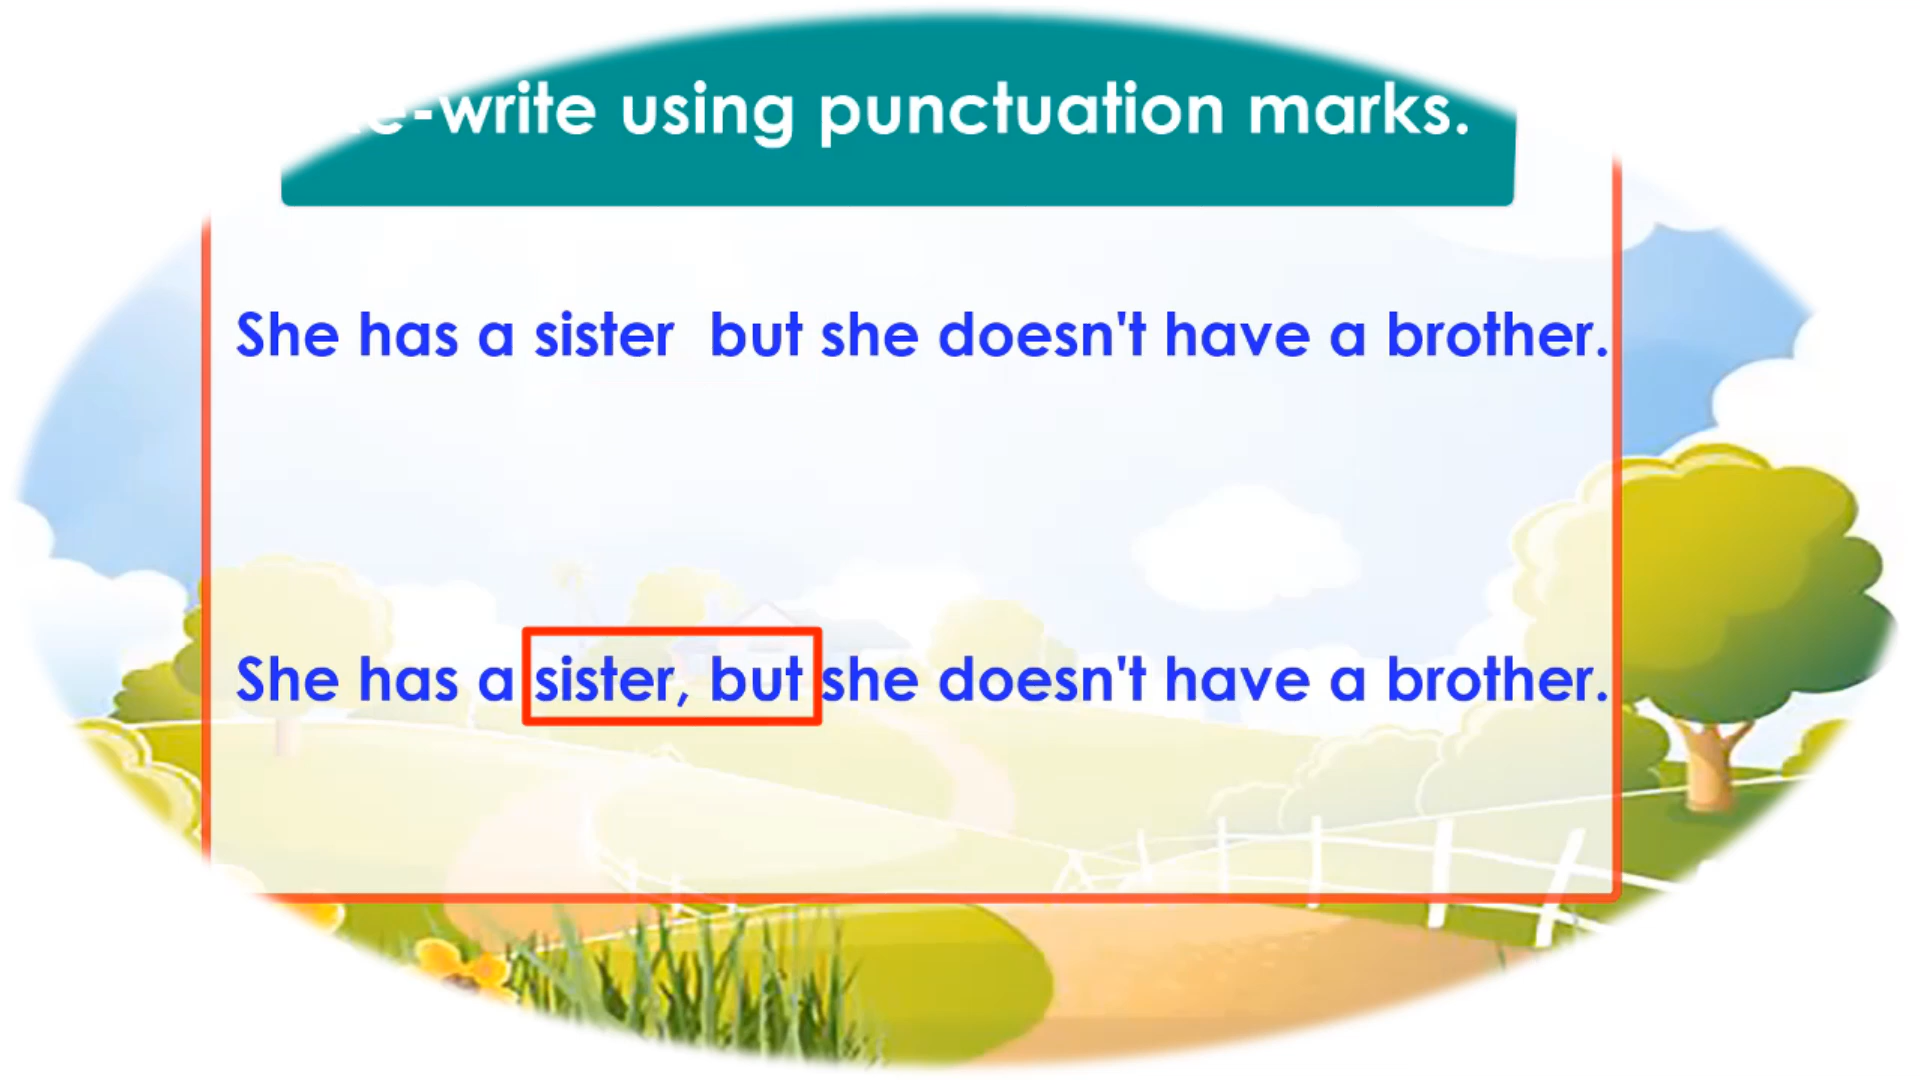 write using punctuation marks.
She has a sister but she doesn't have a brother.
She has a sister, but she doesn't have a brother.